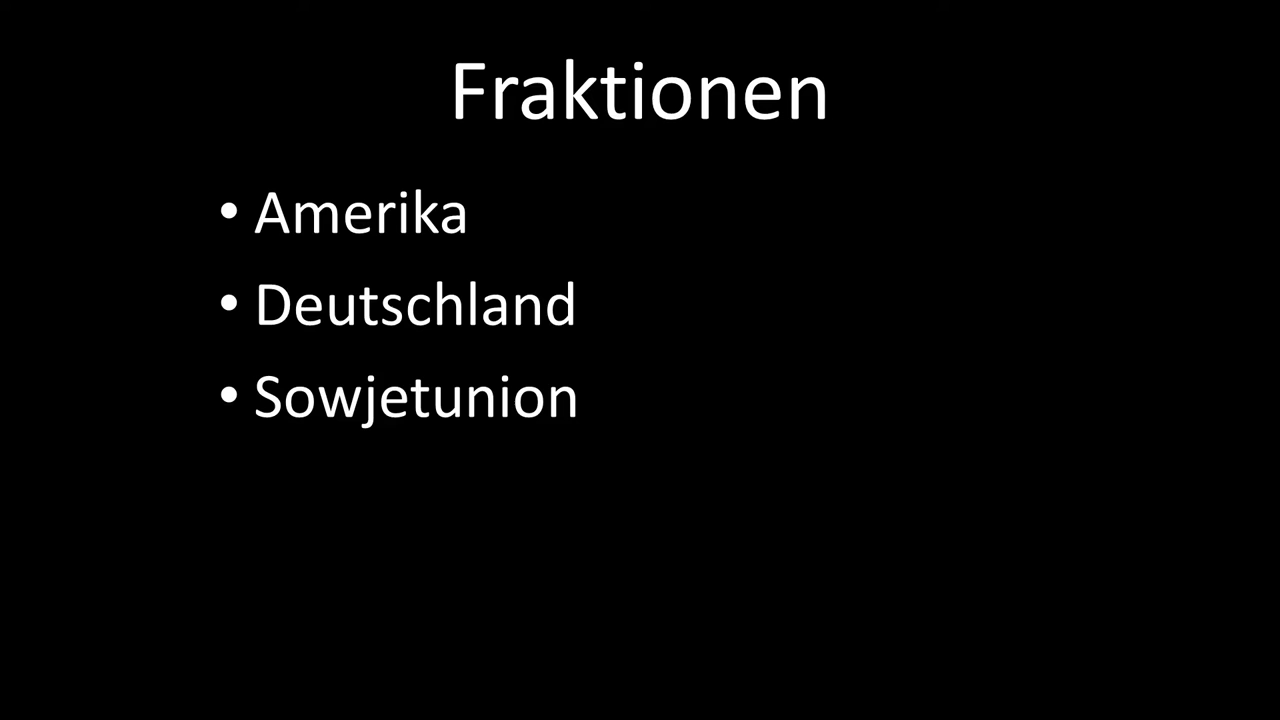 Fraktionen
• Amerika
• Deutschland
• Sowjetunion